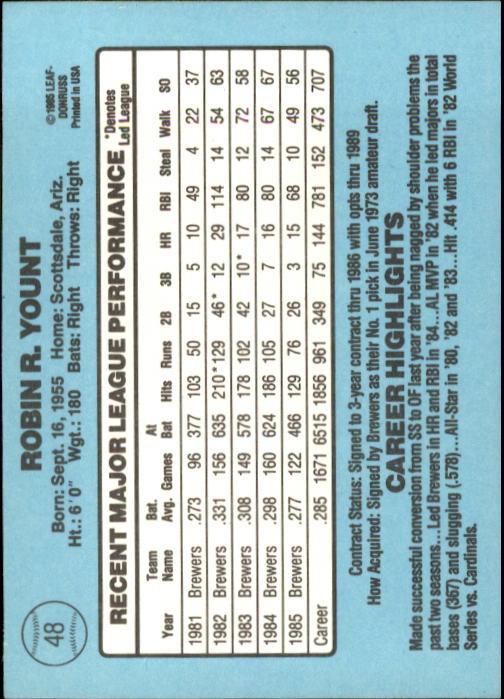 48
ROBIN R. YOUNT
©1985 LEAF-
DONRUSS
Printed in USA
Born: Sept. 16, 1955 Home: Scottsdale, Ariz.
Ht.: 6'0" Wgt.: 180 Bats: Right Throws: Right
RECENT MAJOR LEAGUE PERFORMANCE *Denotes Led League
Year Team Name Bat. Avg. Games At Bat Hits Runs 2B 3B HR RBI Steal Walk SO
1981 Brewers .273 96 377 103 50 15 5 10 49 4 22 37
1982 Brewers .331 156 635 210* 129 46* 12 29 114 14 54 63
1983 Brewers .308 149 578 178 102 42 10* 17 80 12 72 58
1984 Brewers .298 160 624 186 105 27 7 16 80 14 67 67
1985 Brewers .277 122 466 129 76 26 3 15 68 10 49 56
Career .285 1671 6515 1856 961 349 75 144 781 152 473 707
Contract Status: Signed to 3-year contract thru 1986 with opts thru 1989
How Acquired: Signed by Brewers as their No. 1 pick in June 1973 amateur draft.
CAREER HIGHLIGHTS
Made successful conversion from SS to OF last year after being nagged by shoulder problems the
past two seasons...Led Brewers in HR and RBI in '84...AL MVP in '82 when he led majors in total
bases (367) and slugging (.578)...All-Star in '80, '82 and '83...Hit .414 with 6 RBI in '82 World
Series vs. Cardinals.